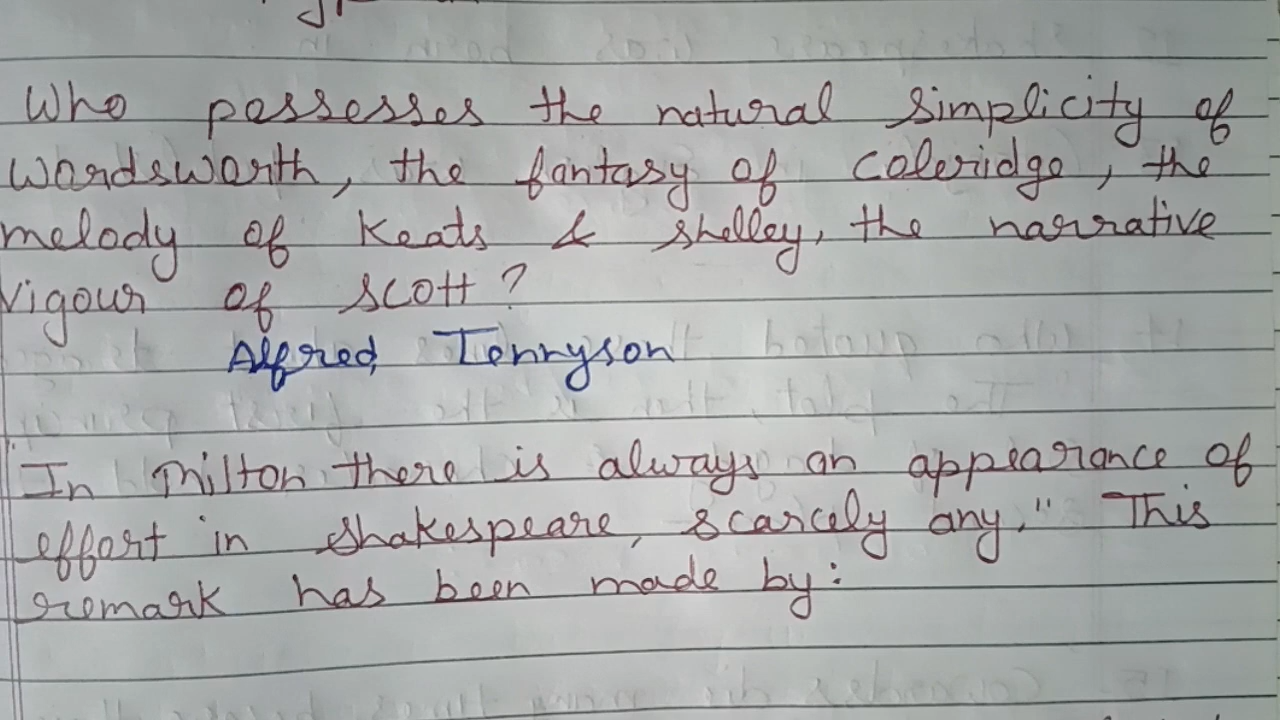 Who possesses the natural simplicity of
Wordsworth, the fantasy of Coleridge, the
melody of Keats & Shelley, the narrative
vigour of Scott?
Alfred Tennyson
"In Milton there is always an appearance of
effort in Shakespeare, scarcely any." This
remark has been made by: